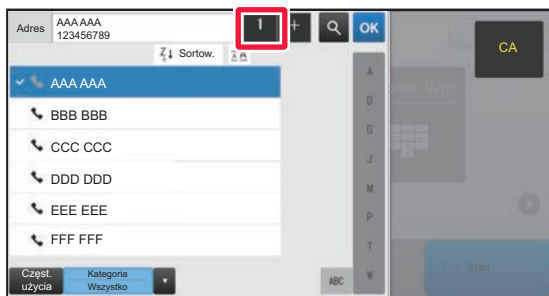 Adres AAA AAA 1 + OK
123456789
CA
Z↓ Sortow.
A
AAA AAA
D
BBB BBB
G
CCC CCC
J
DDD DDD
M
EEE EEE
P
FFF FFF
T
Częst. użycia
Kategoria
Wszystko
ABC
W
Start